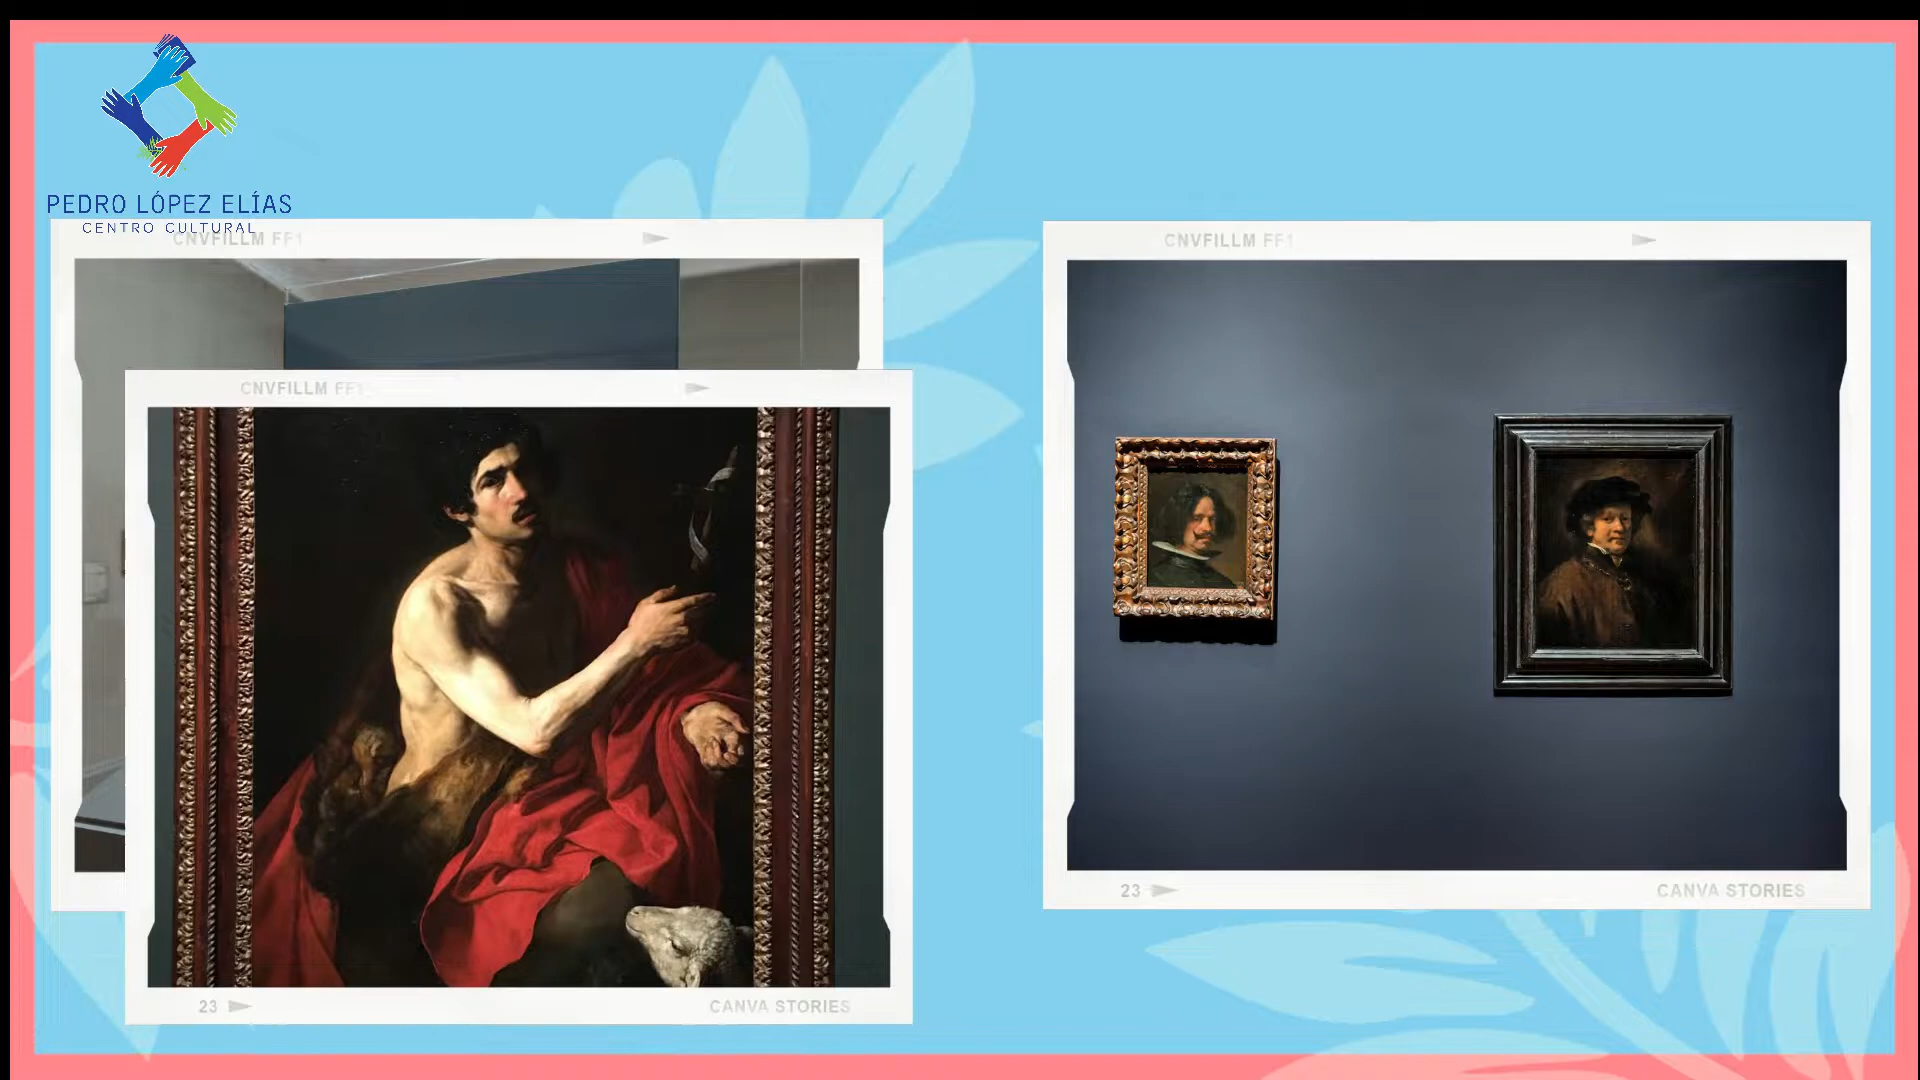 PEDRO LÓPEZ ELÍAS
CENTRO CULTURAL
CNVFILLM FF1
CNVFILLM FF1
CNVFILLM FF1
23
CANVA STORIES
23
CANVA STORIES